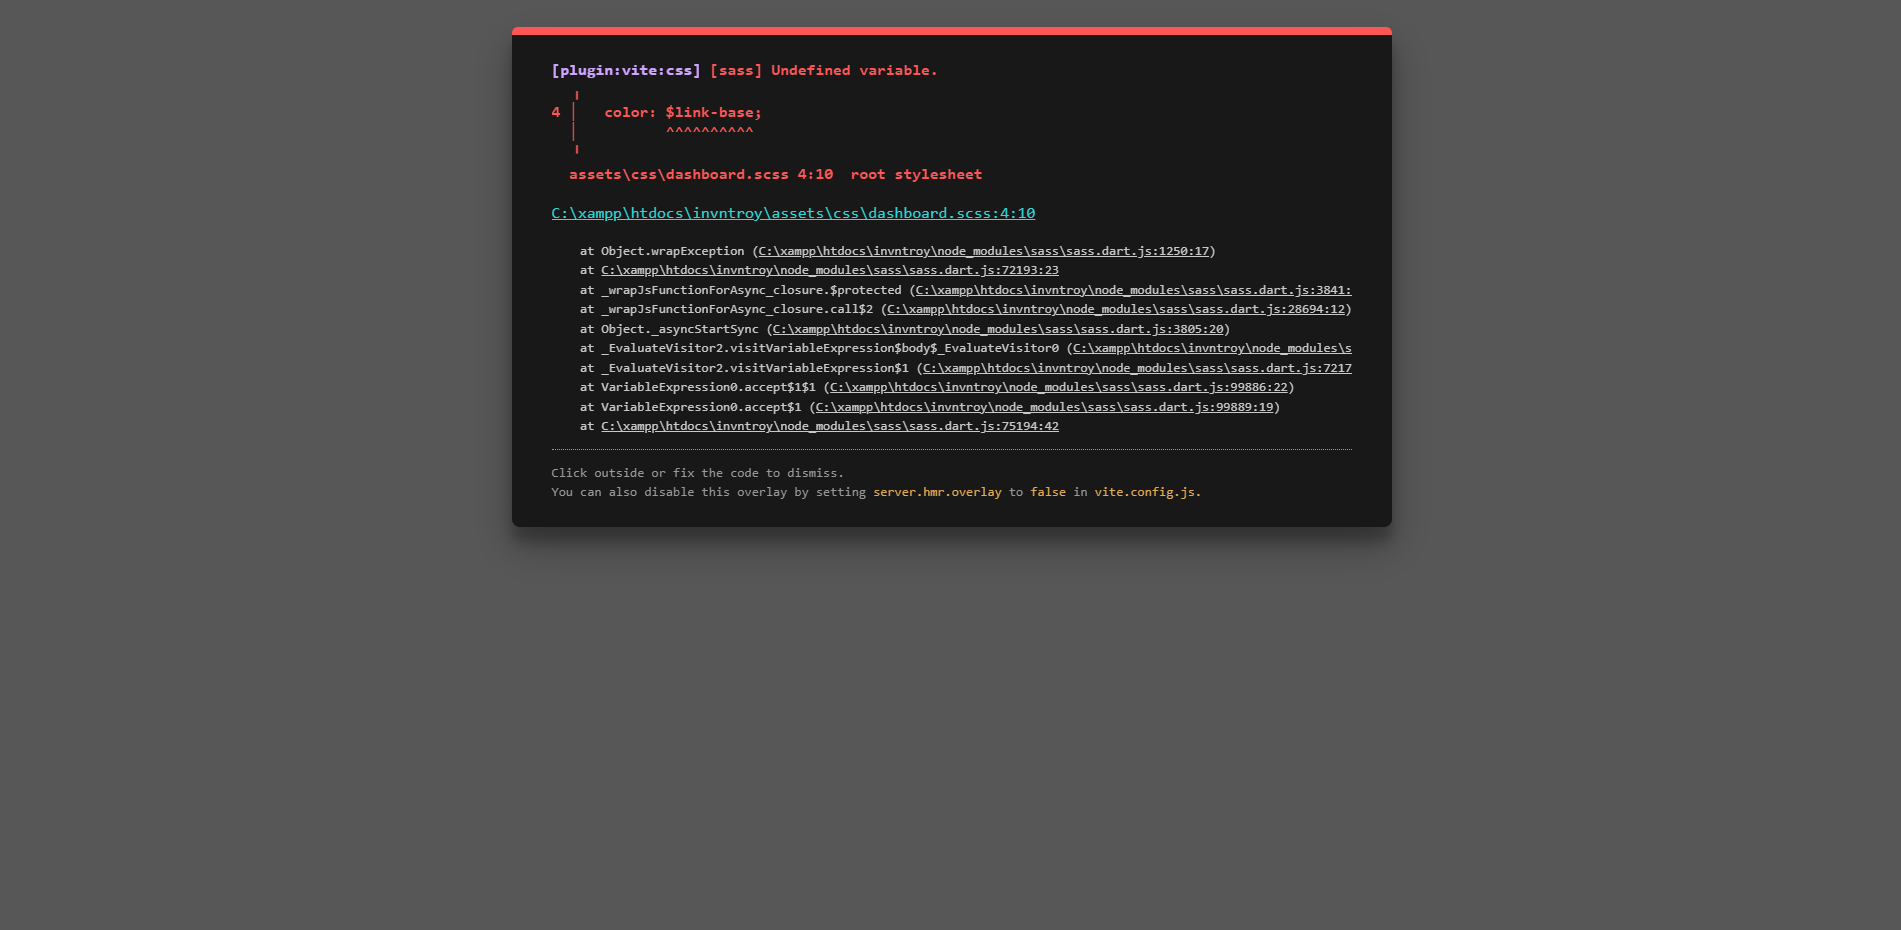 [plugin:vite:css] [sass] Undefined variable.
  ╷
4 │   color: $link-base;
  │          ^^^^^^^^^^
  ╵
  assets\css\dashboard.scss 4:10  root stylesheet
C:\xampp\htdocs\invntroy\assets\css\dashboard.scss:4:10
    at Object.wrapException (C:\xampp\htdocs\invntroy\node_modules\sass\sass.dart.js:1250:17)
    at C:\xampp\htdocs\invntroy\node_modules\sass\sass.dart.js:72193:23
    at _wrapJsFunctionForAsync_closure.$protected (C:\xampp\htdocs\invntroy\node_modules\sass\sass.dart.js:3841:
    at _wrapJsFunctionForAsync_closure.call$2 (C:\xampp\htdocs\invntroy\node_modules\sass\sass.dart.js:28694:12)
    at Object._asyncStartSync (C:\xampp\htdocs\invntroy\node_modules\sass\sass.dart.js:3805:20)
    at _EvaluateVisitor2.visitVariableExpression$body$_EvaluateVisitor0 (C:\xampp\htdocs\invntroy\node_modules\s
    at _EvaluateVisitor2.visitVariableExpression$1 (C:\xampp\htdocs\invntroy\node_modules\sass\sass.dart.js:7217
    at VariableExpression0.accept$1$1 (C:\xampp\htdocs\invntroy\node_modules\sass\sass.dart.js:99886:22)
    at VariableExpression0.accept$1 (C:\xampp\htdocs\invntroy\node_modules\sass\sass.dart.js:99889:19)
    at C:\xampp\htdocs\invntroy\node_modules\sass\sass.dart.js:75194:42
Click outside or fix the code to dismiss.
You can also disable this overlay by setting server.hmr.overlay to false in vite.config.js.